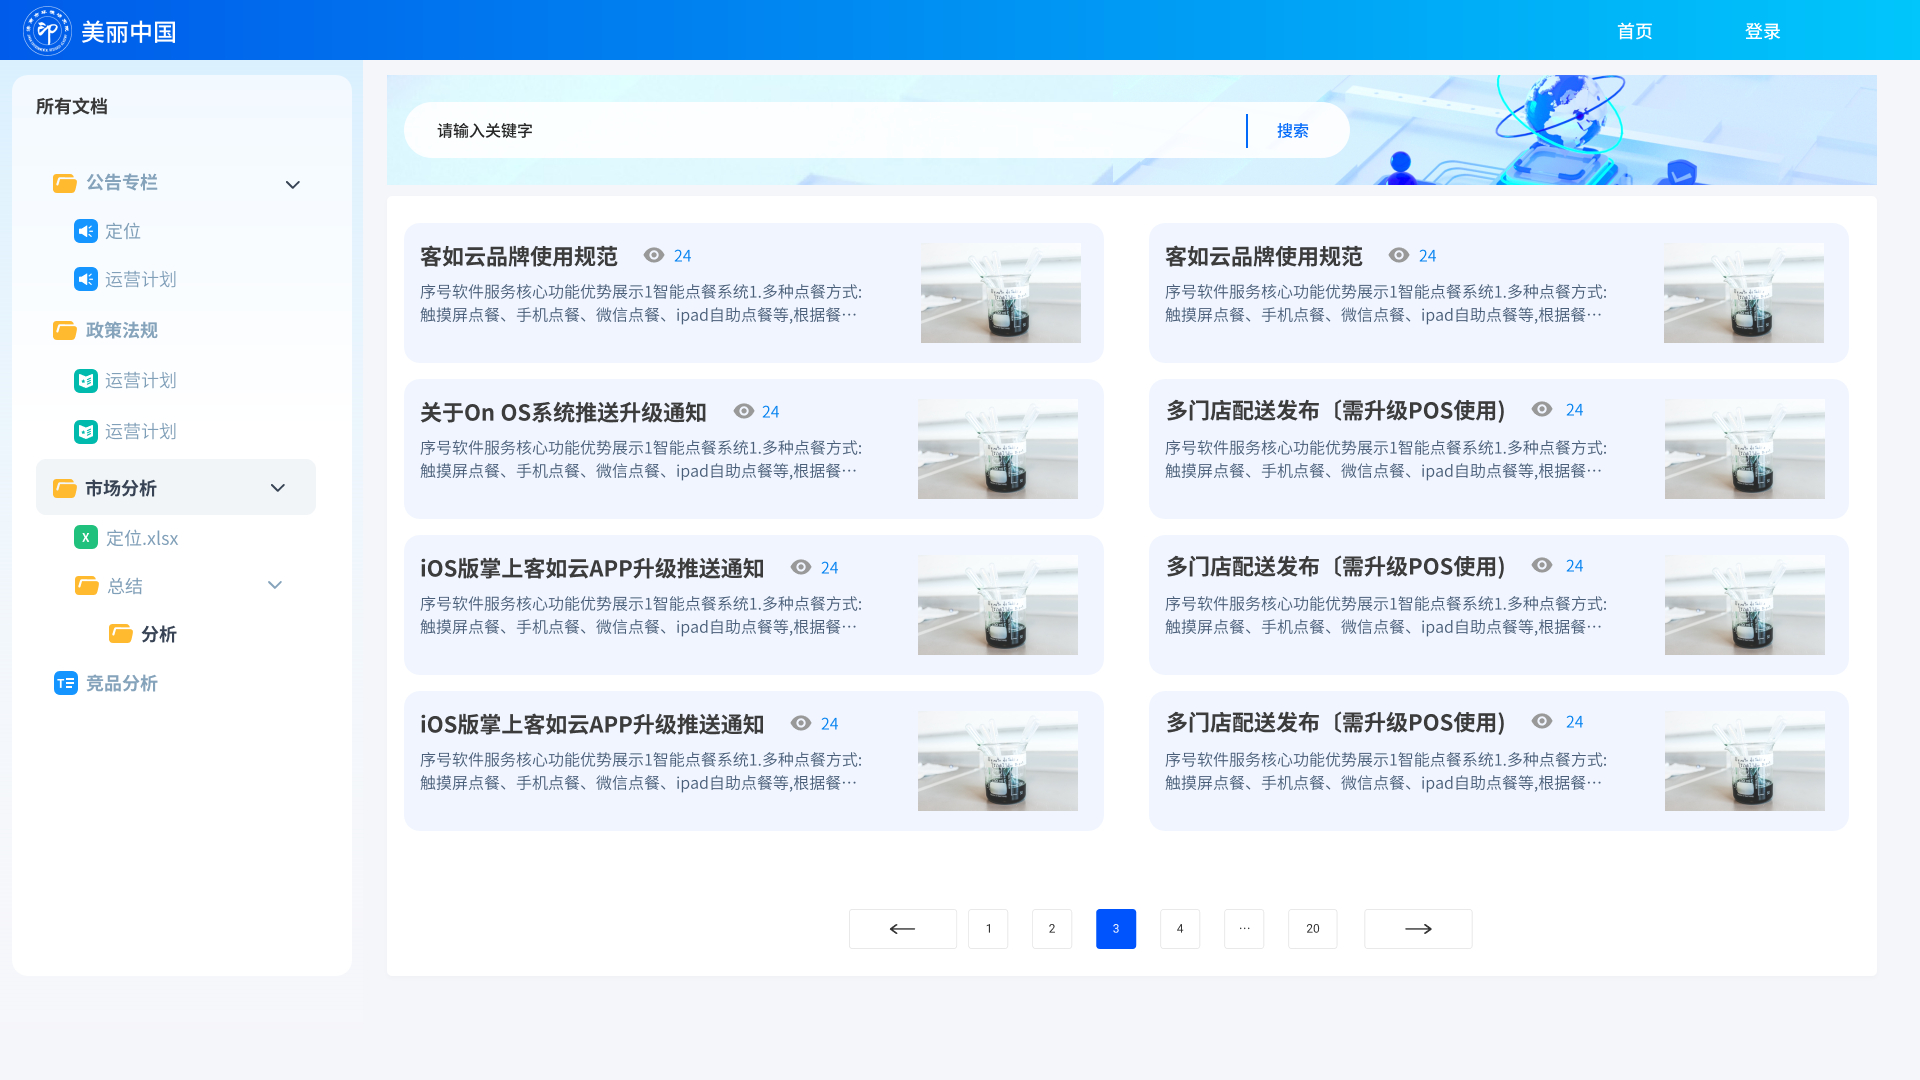 美丽中国
首页
登录
所有文档
公告专栏
定位
运营计划
政策法规
运营计划
运营计划
市场分析
X
定位.xlsx
总结
分析
竞品分析
请输入关键字
搜索
客如云品牌使用规范 24
序号软件服务核心功能优势展示1智能点餐系统1.多种点餐方式:
触摸屏点餐、手机点餐、微信点餐、ipad自助点餐等,根据餐…
客如云品牌使用规范 24
序号软件服务核心功能优势展示1智能点餐系统1.多种点餐方式:
触摸屏点餐、手机点餐、微信点餐、ipad自助点餐等,根据餐…
关于On OS系统推送升级通知 24
序号软件服务核心功能优势展示1智能点餐系统1.多种点餐方式:
触摸屏点餐、手机点餐、微信点餐、ipad自助点餐等,根据餐…
多门店配送发布〔需升级POS使用) 24
序号软件服务核心功能优势展示1智能点餐系统1.多种点餐方式:
触摸屏点餐、手机点餐、微信点餐、ipad自助点餐等,根据餐…
iOS版掌上客如云APP升级推送通知 24
序号软件服务核心功能优势展示1智能点餐系统1.多种点餐方式:
触摸屏点餐、手机点餐、微信点餐、ipad自助点餐等,根据餐…
多门店配送发布〔需升级POS使用) 24
序号软件服务核心功能优势展示1智能点餐系统1.多种点餐方式:
触摸屏点餐、手机点餐、微信点餐、ipad自助点餐等,根据餐…
iOS版掌上客如云APP升级推送通知 24
序号软件服务核心功能优势展示1智能点餐系统1.多种点餐方式:
触摸屏点餐、手机点餐、微信点餐、ipad自助点餐等,根据餐…
多门店配送发布〔需升级POS使用) 24
序号软件服务核心功能优势展示1智能点餐系统1.多种点餐方式:
触摸屏点餐、手机点餐、微信点餐、ipad自助点餐等,根据餐…
1 2 3 4 … 20